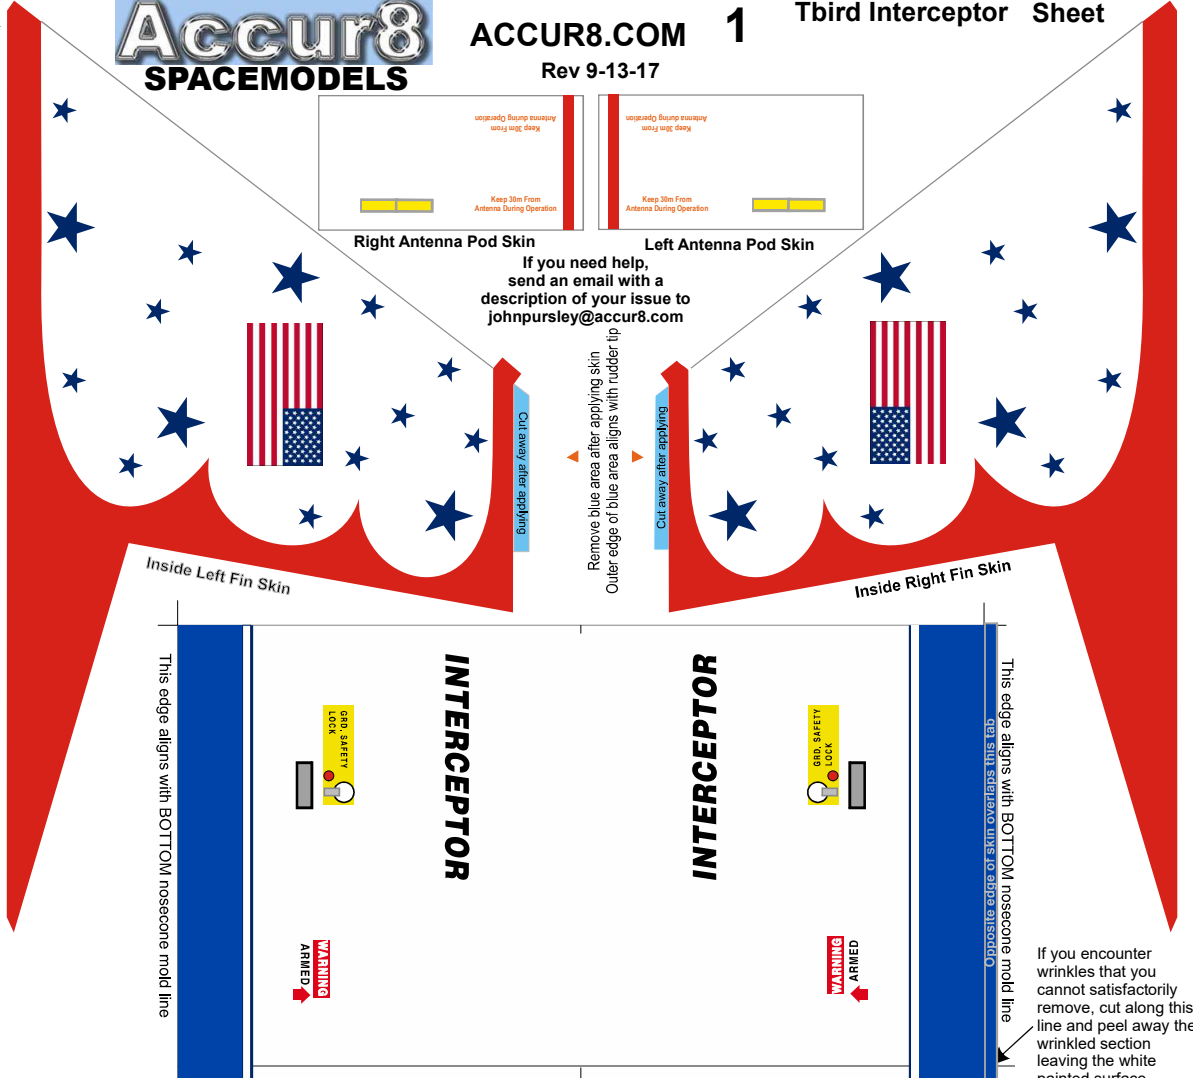 Accur8
SPACEMODELS
ACCUR8.COM
Rev 9-13-17
1
Tbird Interceptor Sheet
Keep 30m From
Antenna during Operation
Keep 30m From
Antenna During Operation
Right Antenna Pod Skin
Keep 30m From
Antenna during Operation
Keep 30m From
Antenna During Operation
Left Antenna Pod Skin
If you need help,
send an email with a
description of your issue to
johnpursley@accur8.com
Cut away after applying
Remove blue area after applying skin
Outer edge of blue area aligns with rudder tip
Cut away after applying
Inside Left Fin Skin
Inside Right Fin Skin
This edge aligns with BOTTOM nosecone mold line
GRD. SAFETY
LOCK
INTERCEPTOR
INTERCEPTOR
GRD. SAFETY
LOCK
WARNING
ARMED
WARNING
ARMED
Opposite edge of skin overlaps this tab
This edge aligns with BOTTOM nosecone mold line
If you encounter
wrinkles that you
cannot satisfactorily
remove, cut along this
line and peel away the
wrinkled section
leaving the white
painted surface